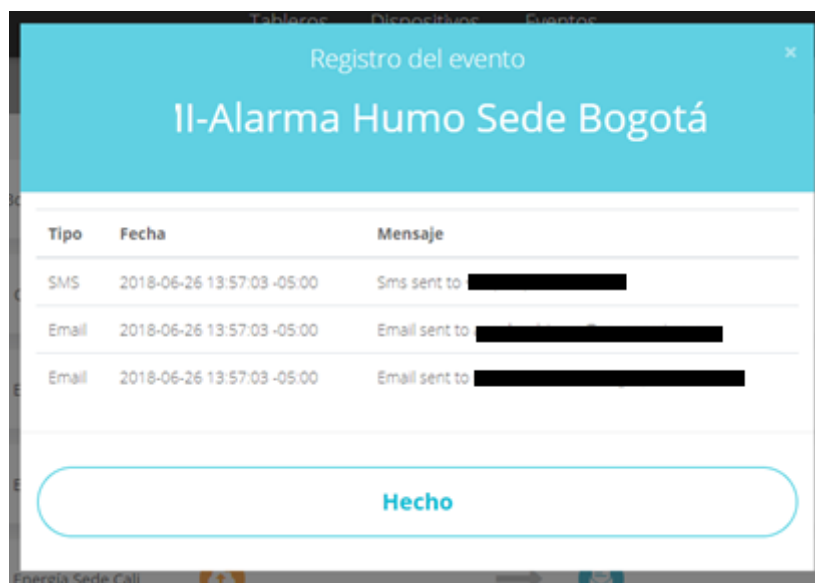 Tableros Dispositivos Eventos
Registro del evento ×
II-Alarma Humo Sede Bogotá
Tipo Fecha Mensaje
SMS 2018-06-26 13:57:03 -05:00 Sms sent to
Email 2018-06-26 13:57:03 -05:00 Email sent to
Email 2018-06-26 13:57:03 -05:00 Email sent to
Hecho
Energía Sede Cali